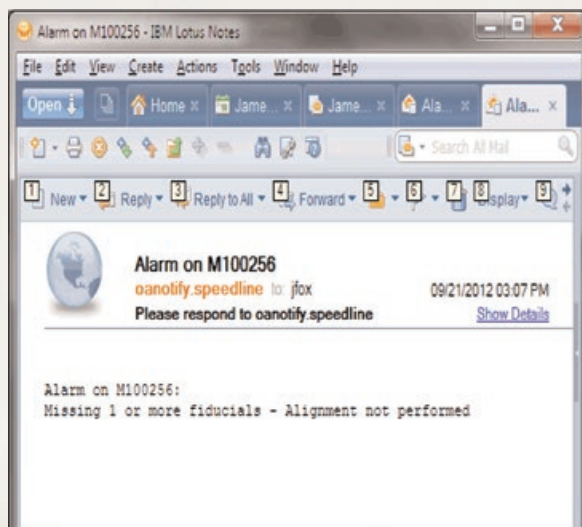 Alarm on M100256 - IBM Lotus Notes
File Edit View Create Actions Tools Window Help
Open Home × Jame... × Jame... × Ala... × Ala... ×
Search All Mail
1 New 2 Reply 3 Reply to All 4 Forward 5 6 7 8 Display 9
Alarm on M100256
oanotify.speedline to: jfox 09/21/2012 03:07 PM
Please respond to oanotify.speedline Show Details
Alarm on M100256:
Missing 1 or more fiducials - Alignment not performed